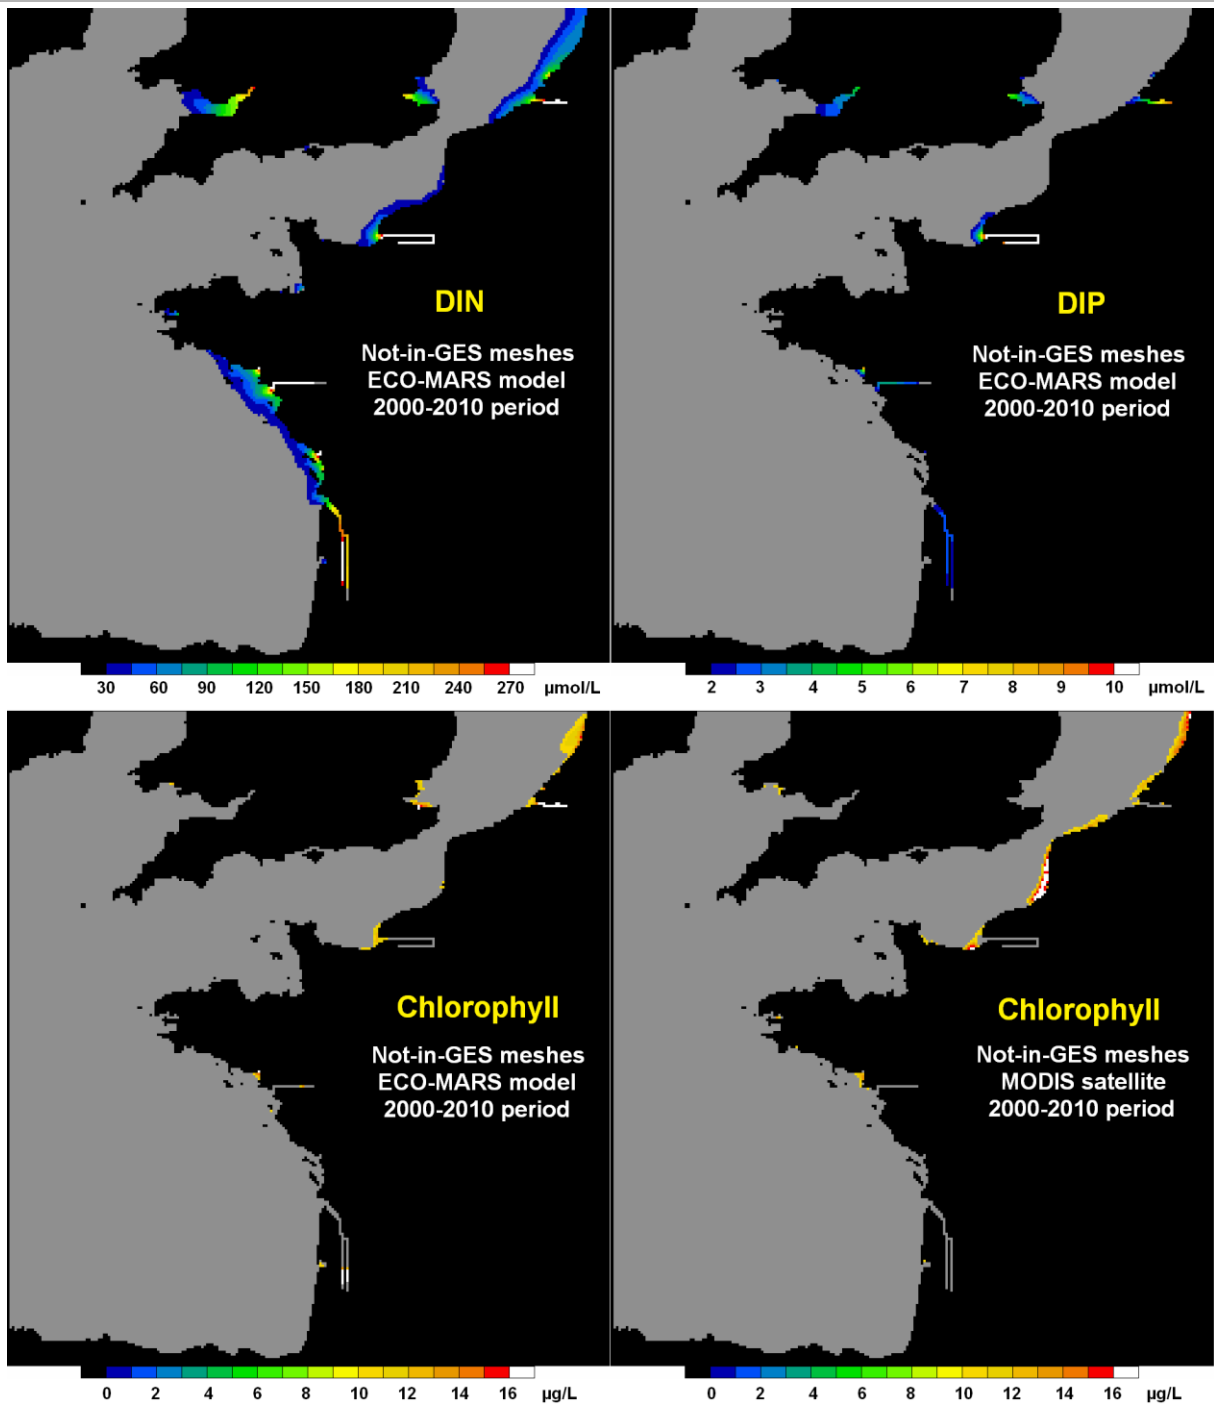 DIN
Not-in-GES meshes
ECO-MARS model
2000-2010 period
30 60 90 120 150 180 210 240 270 µmol/L
DIP
Not-in-GES meshes
ECO-MARS model
2000-2010 period
2 3 4 5 6 7 8 9 10 µmol/L
Chlorophyll
Not-in-GES meshes
ECO-MARS model
2000-2010 period
0 2 4 6 8 10 12 14 16 µg/L
Chlorophyll
Not-in-GES meshes
MODIS satellite
2000-2010 period
0 2 4 6 8 10 12 14 16 µg/L